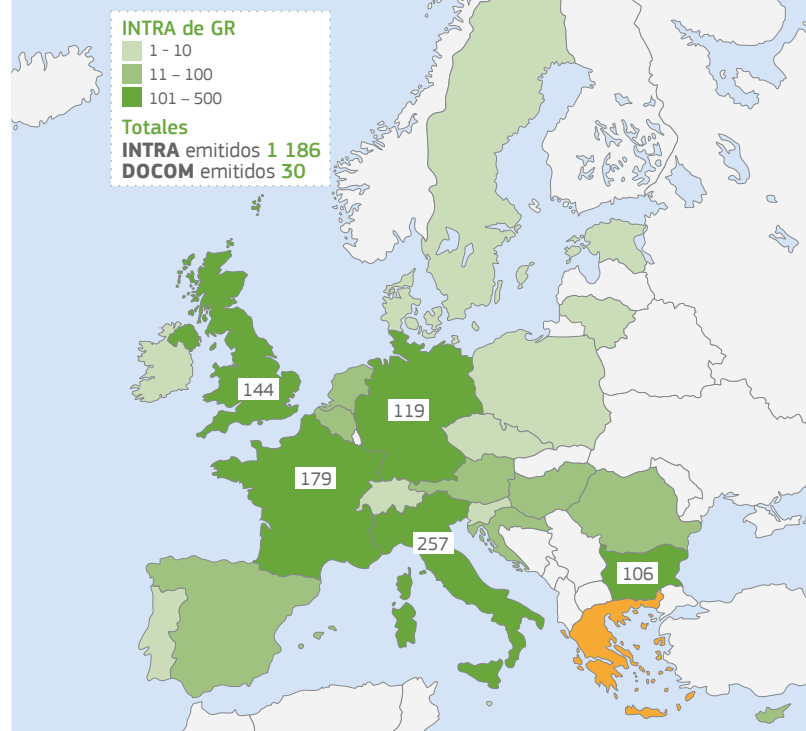 INTRA de GR
1 - 10
11 – 100
101 – 500
Totales
INTRA emitidos 1 186
DOCOM emitidos 30
144
119
179
257
106